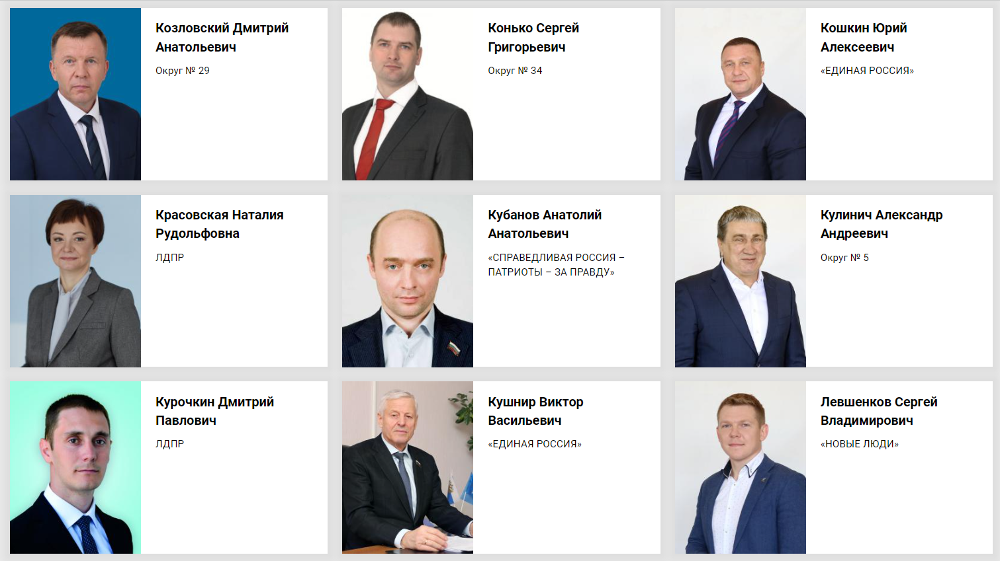 Козловский Дмитрий
Анатольевич
Округ № 29
Конько Сергей
Григорьевич
Округ № 34
Кошкин Юрий
Алексеевич
«ЕДИНАЯ РОССИЯ»
Красовская Наталия
Рудольфовна
ЛДПР
Кубанов Анатолий
Анатольевич
«СПРАВЕДЛИВАЯ РОССИЯ –
ПАТРИОТЫ – ЗА ПРАВДУ»
Кулинич Александр
Андреевич
Округ № 5
Курочкин Дмитрий
Павлович
ЛДПР
Кушнир Виктор
Васильевич
«ЕДИНАЯ РОССИЯ»
Левшенков Сергей
Владимирович
«НОВЫЕ ЛЮДИ»